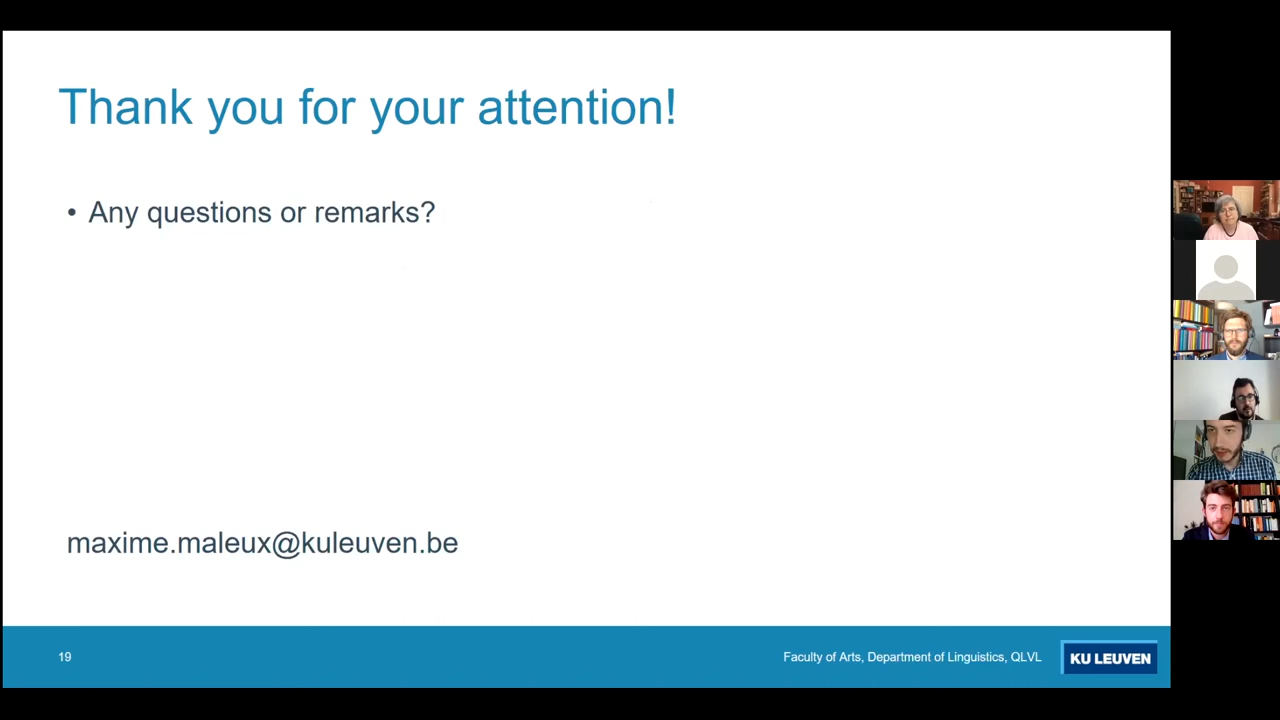 Thank you for your attention!
• Any questions or remarks?
maxime.maleux@kuleuven.be
19
Faculty of Arts, Department of Linguistics, QLVL
KU LEUVEN